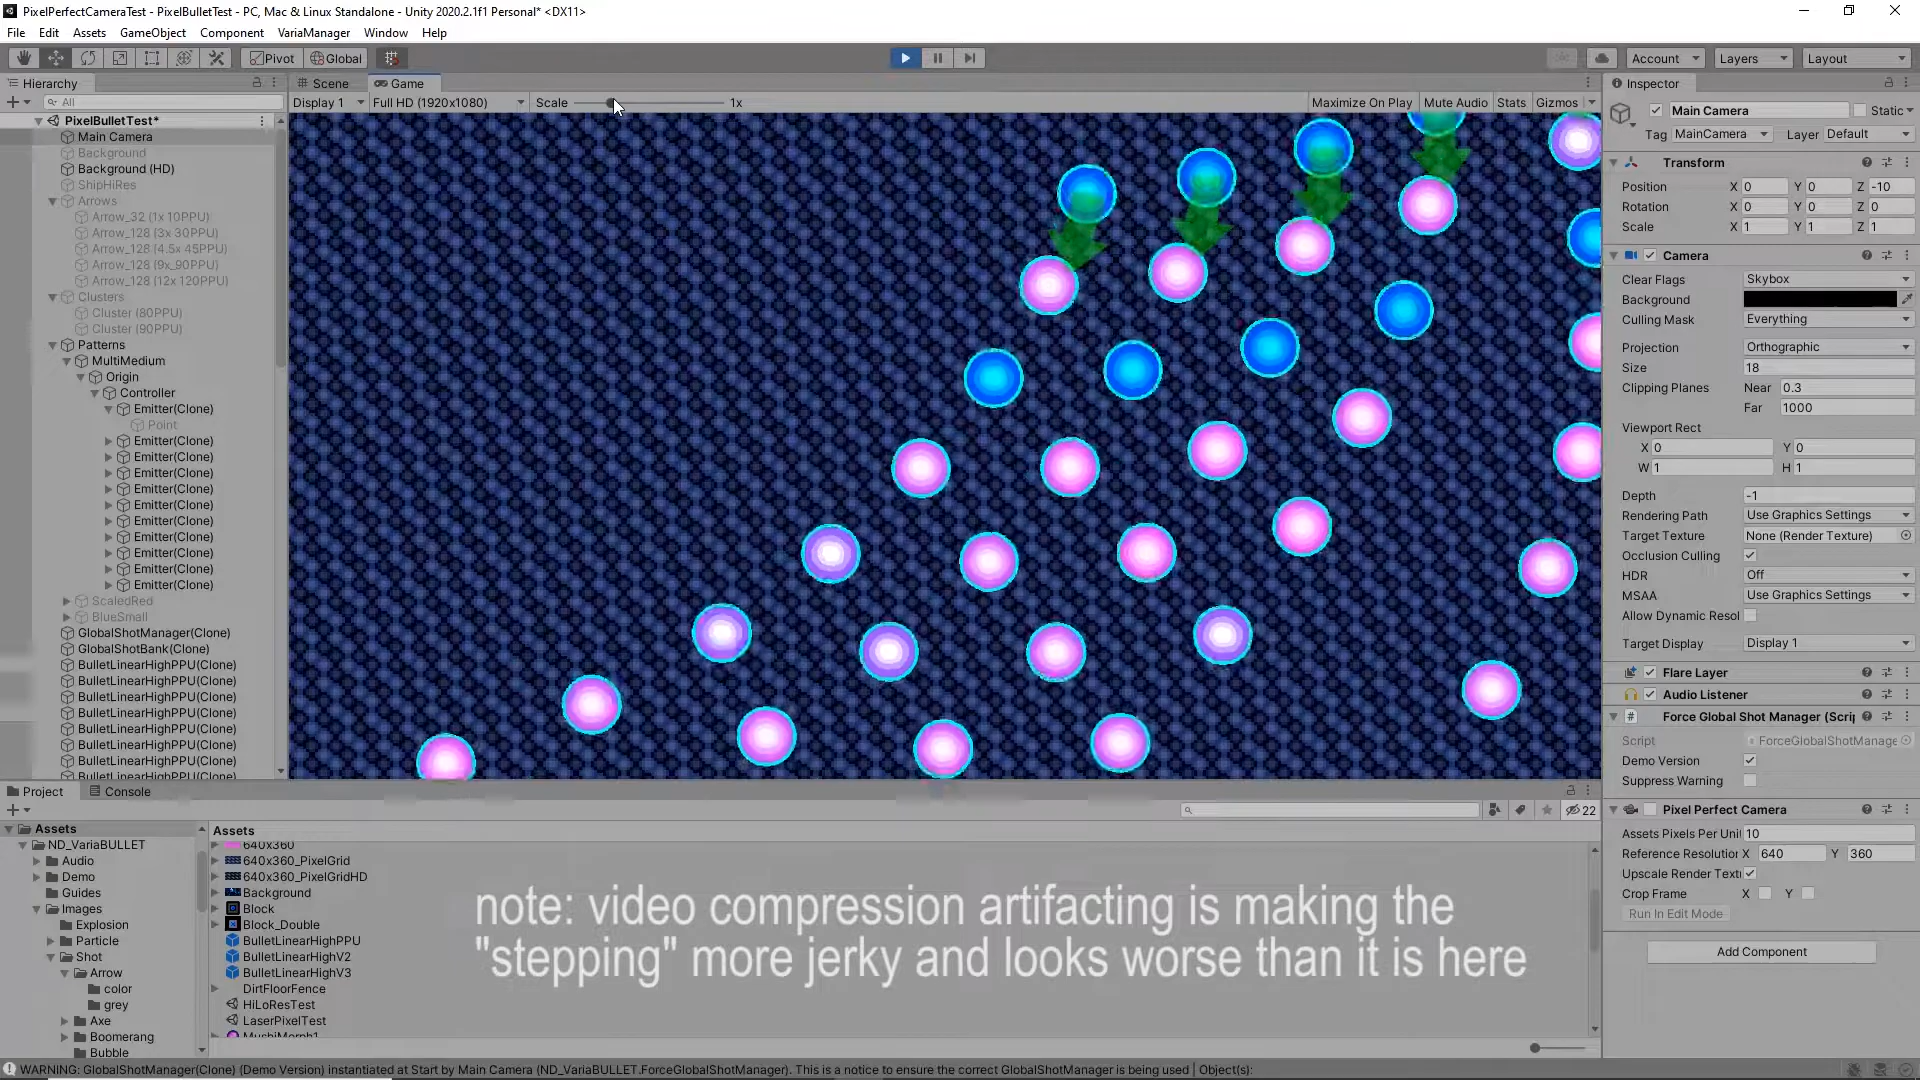 PixelPerfectCameraTest - PixelBulletTest - PC, Mac & Linux Standalone - Unity 2020.2.1f1 Personal* <DX11>
File Edit Assets GameObject Component VariaManager Window Help
Pivot Global Account Layers Layout
Hierarchy
All
PixelBulletTest*
Main Camera
Background
Background (HD)
ShipHiRes
Arrows
Arrow_32 (1x 10PPU)
Arrow_128 (3x 30PPU)
Arrow_128 (4.5x 45PPU)
Arrow_128 (9x_90PPU)
Arrow_128 (12x 120PPU)
Clusters
Cluster (80PPU)
Cluster (90PPU)
Patterns
MultiMedium
Origin
Controller
Emitter(Clone)
Point
Emitter(Clone)
Emitter(Clone)
Emitter(Clone)
Emitter(Clone)
Emitter(Clone)
Emitter(Clone)
Emitter(Clone)
Emitter(Clone)
Emitter(Clone)
Emitter(Clone)
ScaledRed
BlueSmall
GlobalShotManager(Clone)
GlobalShotBank(Clone)
BulletLinearHighPPU(Clone)
BulletLinearHighPPU(Clone)
BulletLinearHighPPU(Clone)
BulletLinearHighPPU(Clone)
BulletLinearHighPPU(Clone)
BulletLinearHighPPU(Clone)
BulletLinearHighPPU(Clone)
BulletLinearHighPPU(Clone)
Scene Game
Display 1 Full HD (1920x1080) Scale 1x Maximize On Play Mute Audio Stats Gizmos
Inspector
Main Camera Static
Tag MainCamera Layer Default
Transform
Position X 0 Y 0 Z -10
Rotation X 0 Y 0 Z 0
Scale X 1 Y 1 Z 1
Camera
Clear Flags Skybox
Background
Culling Mask Everything
Projection Orthographic
Size 18
Clipping Planes Near 0.3
Far 1000
Viewport Rect
X 0 Y 0
W 1 H 1
Depth -1
Rendering Path Use Graphics Settings
Target Texture None (Render Texture)
Occlusion Culling
HDR Off
MSAA Use Graphics Settings
Allow Dynamic Resol
Target Display Display 1
Flare Layer
Audio Listener
# Force Global Shot Manager (Scrip
Script ForceGlobalShotManage
Demo Version
Suppress Warning
Pixel Perfect Camera
Assets Pixels Per Unit 10
Reference Resolution X 640 Y 360
Upscale Render Textu
Crop Frame X Y
Run In Edit Mode
Add Component
Project Console
22
Assets
ND_VariaBULLET
Audio
Demo
Guides
Images
Explosion
Particle
Shot
Arrow
color
grey
Axe
Boomerang
Bubble
Assets
640x360
640x360_PixelGrid
640x360_PixelGridHD
Background
Block
Block_Double
BulletLinearHighPPU
BulletLinearHighV2
BulletLinearHighV3
DirtFloorFence
HiLoResTest
LaserPixelTest
MushiMorph1
note: video compression artifacting is making the
"stepping" more jerky and looks worse than it is here
WARNING: GlobalShotManager(Clone) (Demo Version) instantiated at Start by Main Camera (ND_VariaBULLET.ForceGlobalShotManager). This is a notice to ensure the correct GlobalShotManager is being used | Object(s):